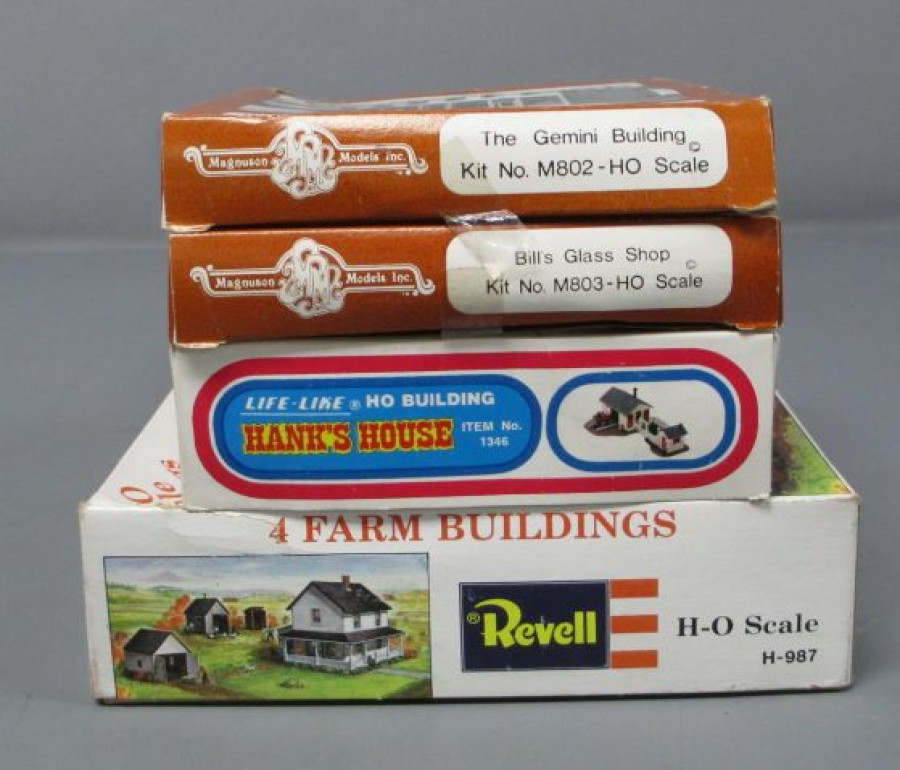 The Gemini Building ©
Magnuson Models Inc.
Kit No. M802-HO Scale
Bill's Glass Shop ©
Magnuson Models Inc.
Kit No. M803-HO Scale
LIFE-LIKE ® HO BUILDING
HANK'S HOUSE
ITEM No.
1346
4 FARM BUILDINGS
® Revell
H-O Scale
H-987